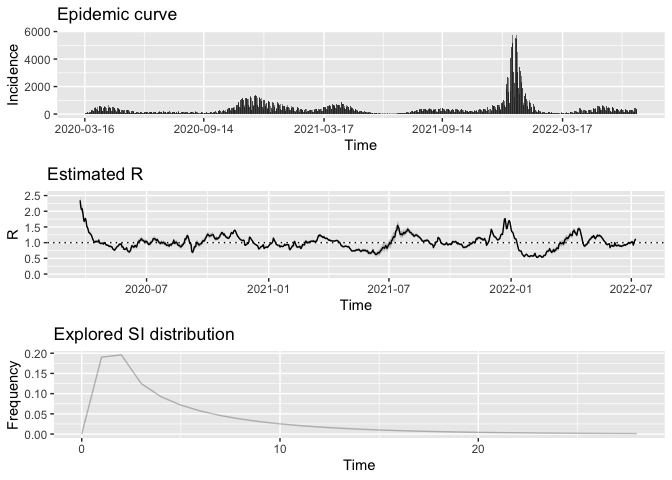 Epidemic curve
6000
4000
2000
0
Incidence
2020-03-16 2020-09-14 2021-03-17 2021-09-14 2022-03-17
Time
Estimated R
2.5
2.0
1.5
1.0
0.5
0.0
R
2020-07 2021-01 2021-07 2022-01 2022-07
Time
Explored SI distribution
0.20
0.15
0.10
0.05
0.00
Frequency
0 10 20
Time